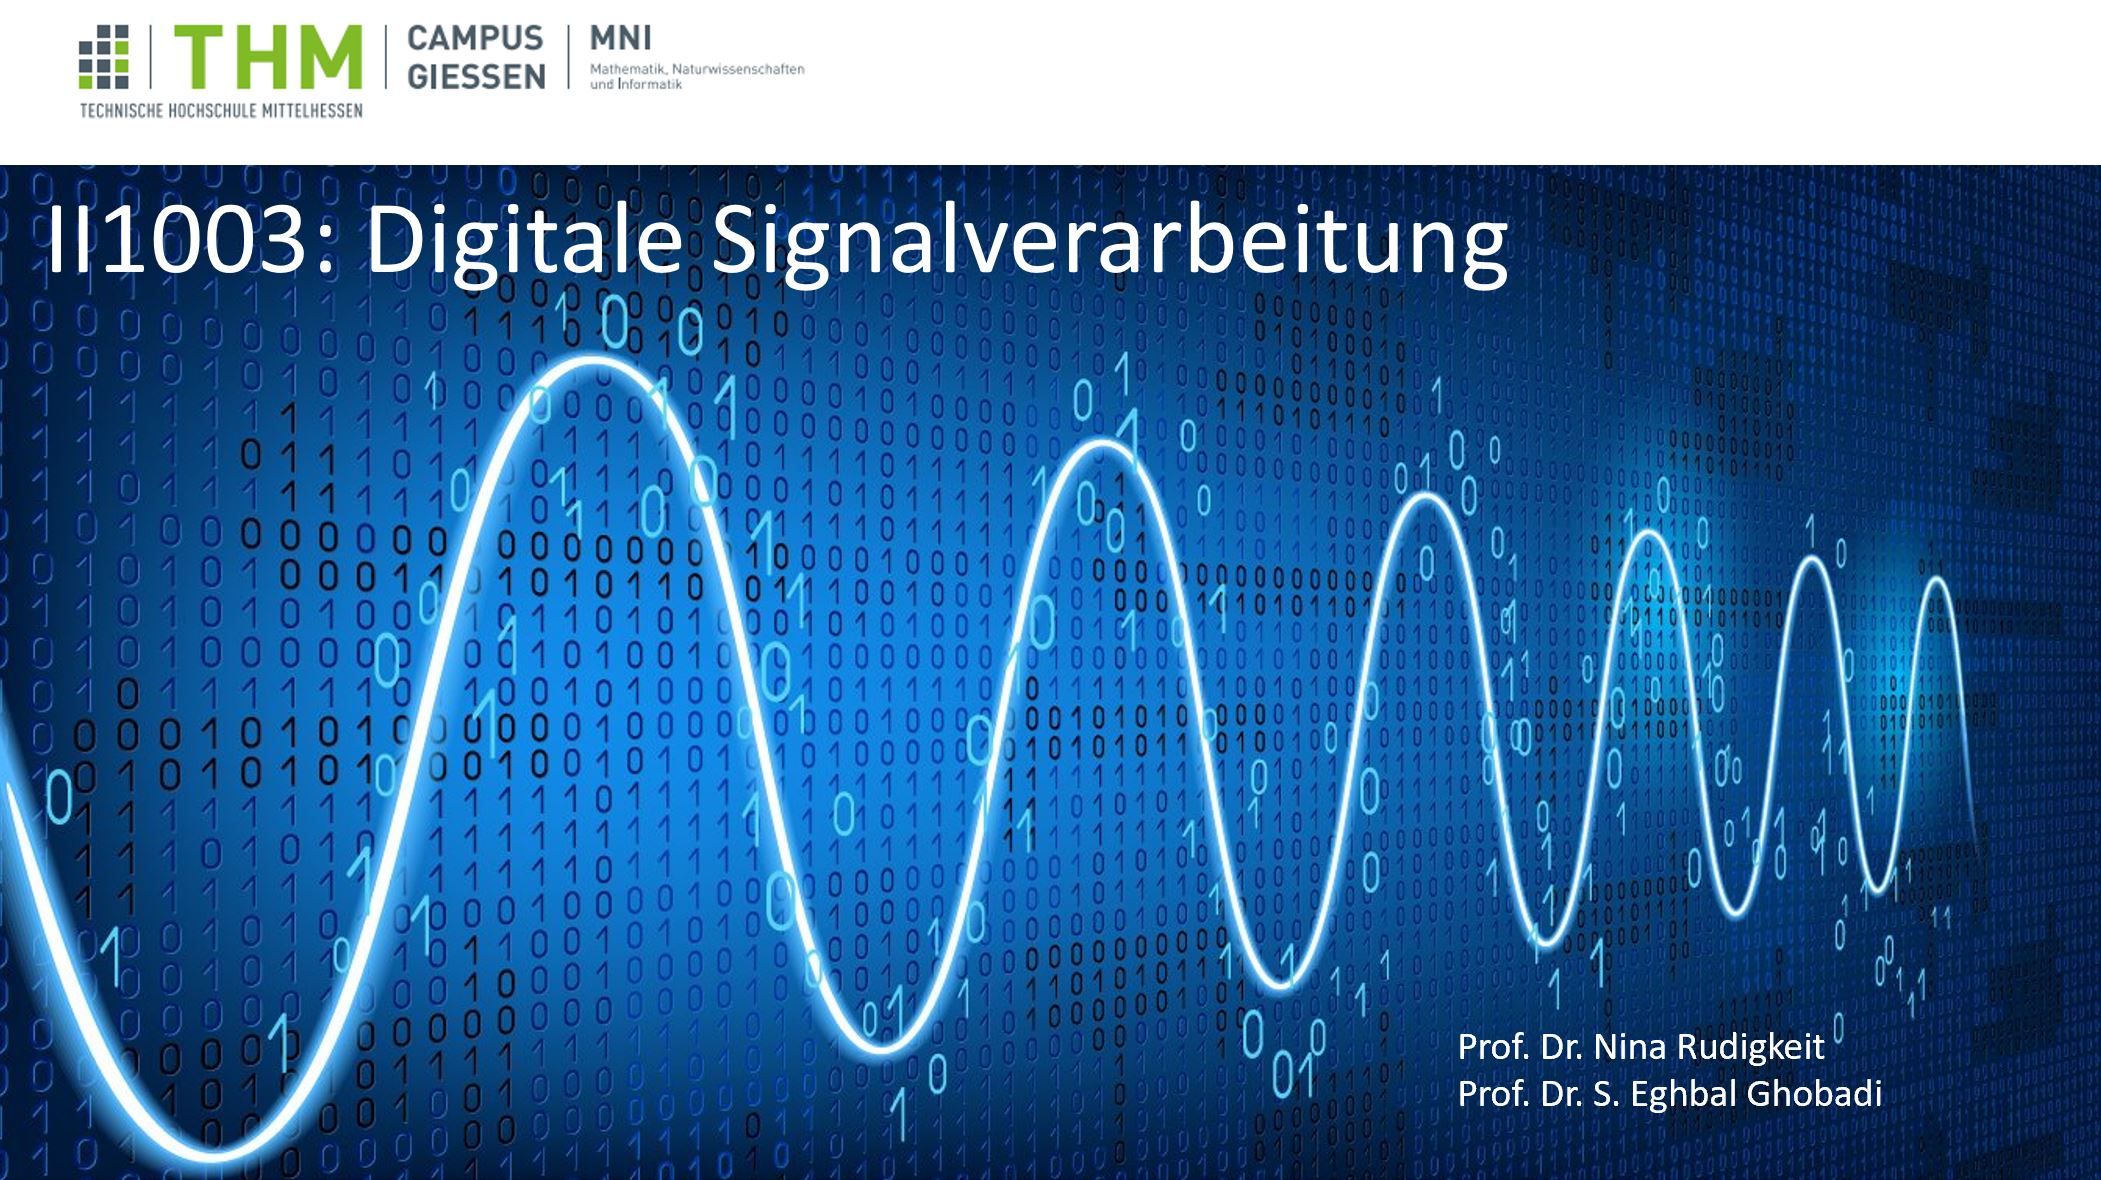 THM
CAMPUS
GIESSEN
MNI
Mathematik, Naturwissenschaften
und Informatik
TECHNISCHE HOCHSCHULE MITTELHESSEN
II1003: Digitale Signalverarbeitung
Prof. Dr. Nina Rudigkeit
Prof. Dr. S. Eghbal Ghobadi